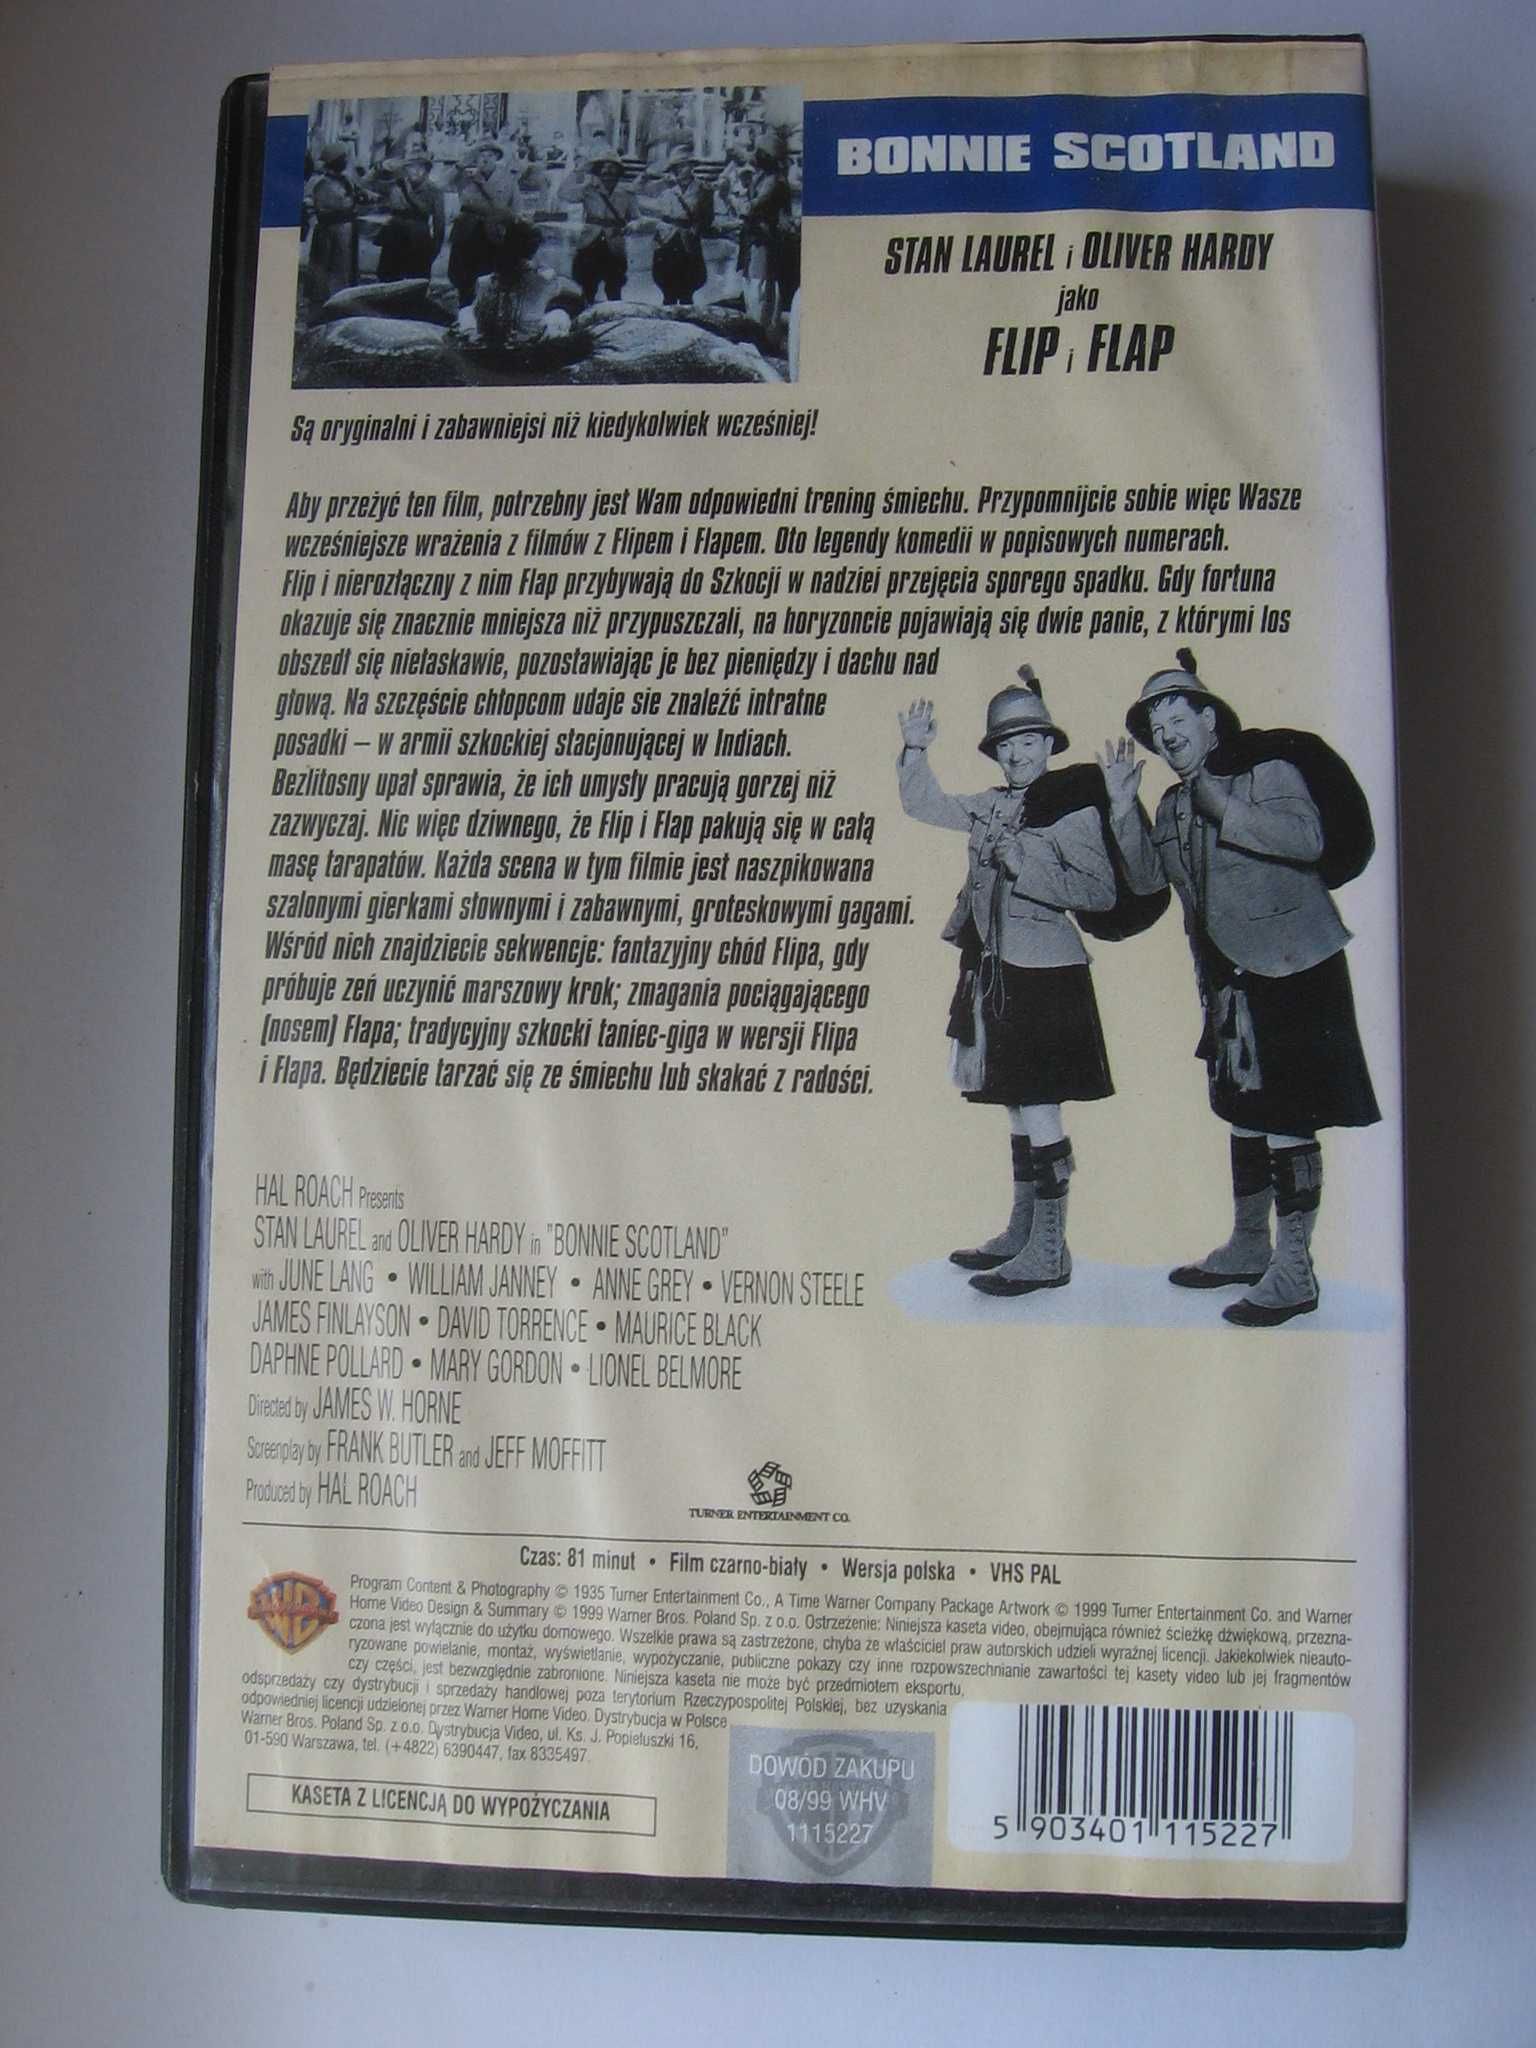 BONNIE SCOTLAND
STAN LAUREL i OLIVER HARDY
jako
FLIP i FLAP
Są oryginalni i zabawniejsi niż kiedykolwiek wcześniej!
Aby przeżyć ten film, potrzebny jest Wam odpowiedni trening śmiechu. Przypomnijcie sobie więc Wasze
wcześniejsze wrażenia z filmów z Flipem i Flapem. Oto legendy komedii w popisowych numerach.
Flip i nierozłączny z nim Flap przybywają do Szkocji w nadziei przejęcia sporego spadku. Gdy fortuna
okazuje się znacznie mniejsza niż przypuszczali, na horyzoncie pojawiają się dwie panie, z którymi los
obszedł się niełaskawie, pozostawiając je bez pieniędzy i dachu nad
głową. Na szczęście chłopcom udaje sie znaleźć intratne
posadki – w armii szkockiej stacjonującej w Indiach.
Bezlitosny upał sprawia, że ich umysły pracują gorzej niż
zazwyczaj. Nic więc dziwnego, że Flip i Flap pakują się w całą
masę tarapatów. Każda scena w tym filmie jest naszpikowana
szalonymi gierkami słownymi i zabawnymi, groteskowymi gagami.
Wśród nich znajdziecie sekwencje: fantazyjny chód Flipa, gdy
próbuje zeń uczynić marszowy krok; zmagania pociągającego
(nosem) Flapa; tradycyjny szkocki taniec-giga w wersji Flipa
i Flapa. Będziecie tarzać się ze śmiechu lub skakać z radości.
HAL ROACH Presents
STAN LAUREL and OLIVER HARDY in "BONNIE SCOTLAND"
with JUNE LANG • WILLIAM JANNEY • ANNE GREY • VERNON STEELE
JAMES FINLAYSON • DAVID TORRENCE • MAURICE BLACK
DAPHNE POLLARD • MARY GORDON • LIONEL BELMORE
Directed by JAMES W. HORNE
Screenplay by FRANK BUTLER and JEFF MOFFITT
Produced by HAL ROACH
TURNER ENTERTAINMENT CO.
Czas: 81 minut • Film czarno-biały • Wersja polska • VHS PAL
Program Content & Photography © 1935 Turner Entertainment Co., A Time Warner Company Package Artwork © 1999 Turner Entertainment Co. and Warner
Home Video Design & Summary © 1999 Warner Bros. Poland Sp. z o.o. Ostrzeżenie: Niniejsza kaseta video, obejmująca również ścieżkę dźwiękową, przezna-
czona jest wyłącznie do użytku domowego. Wszelkie prawa są zastrzeżone, chyba że właściciel praw autorskich udzieli wyraźnej licencji. Jakiekolwiek nieauto-
ryzowane powielanie, montaż, wyświetlanie, wypożyczanie, publiczne pokazy czy inne rozpowszechnianie zawartości tej kasety video lub jej fragmentów
czy części, jest bezwzględnie zabronione. Niniejsza kaseta nie może być przedmiotem eksportu,
odsprzedaży czy dystrybucji i sprzedaży handlowej poza terytorium Rzeczypospolitej Polskiej, bez uzyskania
odpowiedniej licencji udzielonej przez Warner Home Video. Dystrybucja w Polsce
Warner Bros. Poland Sp. z o.o. Dystrybucja Video, ul. Ks. J. Popiełuszki 16,
01-590 Warszawa, tel. (+4822) 6390447, fax 8335497.
KASETA Z LICENCJĄ DO WYPOŻYCZANIA
DOWÓD ZAKUPU
08/99 WHV
1115227
5 903401 115227